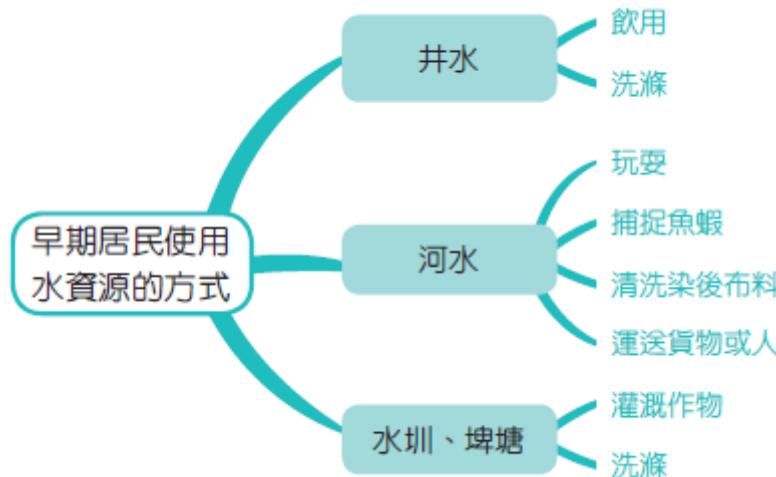 早期居民使用
水資源的方式
井水
飲用
洗滌
河水
玩耍
捕捉魚蝦
清洗染後布料
運送貨物或人
水圳、埤塘
灌溉作物
洗滌